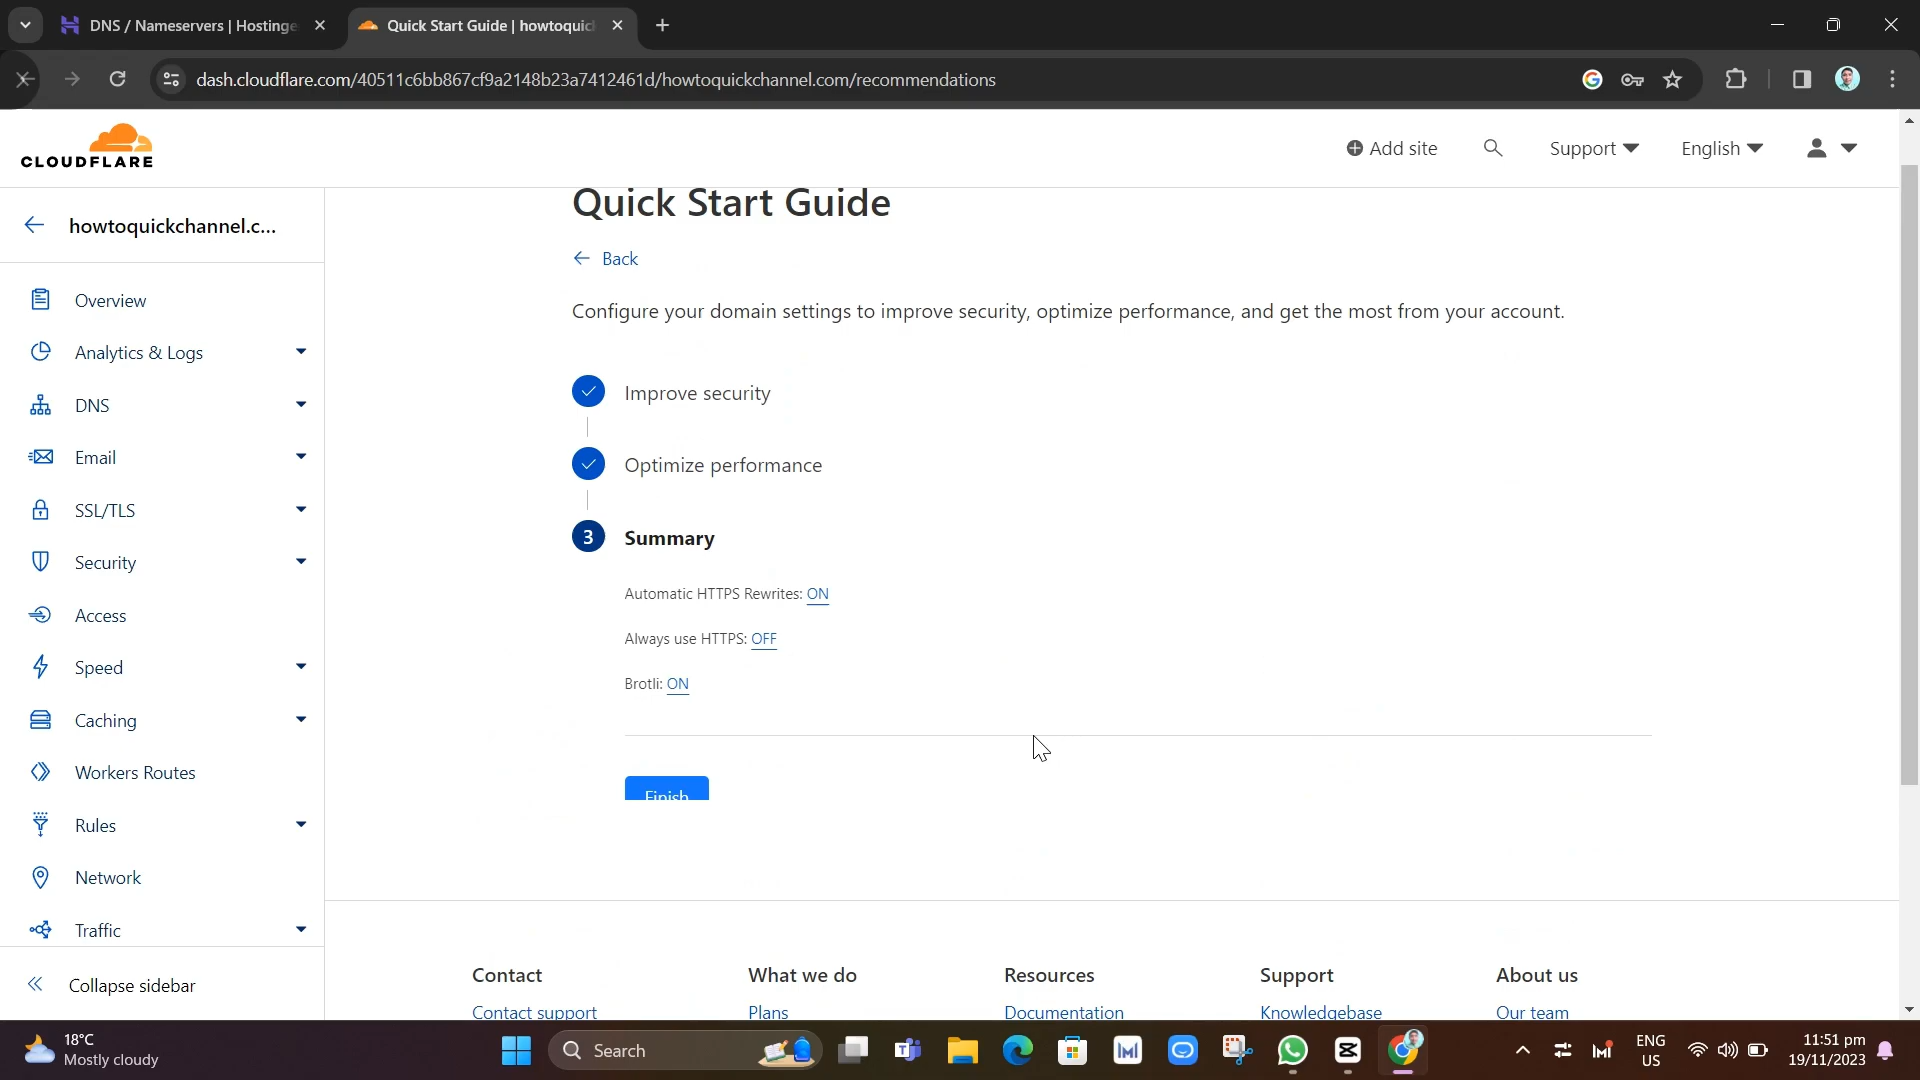 DNS / Nameservers | Hostinge
Quick Start Guide | howtoquic
dash.cloudflare.com/40511c6bb867cf9a2148b23a7412461d/howtoquickchannel.com/recommendations
CLOUDFLARE
Add site
Support
English
howtoquickchannel.c...
Overview
Analytics & Logs
DNS
Email
SSL/TLS
Security
Access
Speed
Caching
Workers Routes
Rules
Network
Traffic
Collapse sidebar
Quick Start Guide
Back
Configure your domain settings to improve security, optimize performance, and get the most from your account.
Improve security
Optimize performance
3 Summary
Automatic HTTPS Rewrites: ON
Always use HTTPS: OFF
Brotli: ON
Finish
Contact
What we do
Resources
Support
About us
Contact support
Plans
Documentation
Knowledgebase
Our team
18°C
Mostly cloudy
Search
ENG
US
11:51 pm
19/11/2023